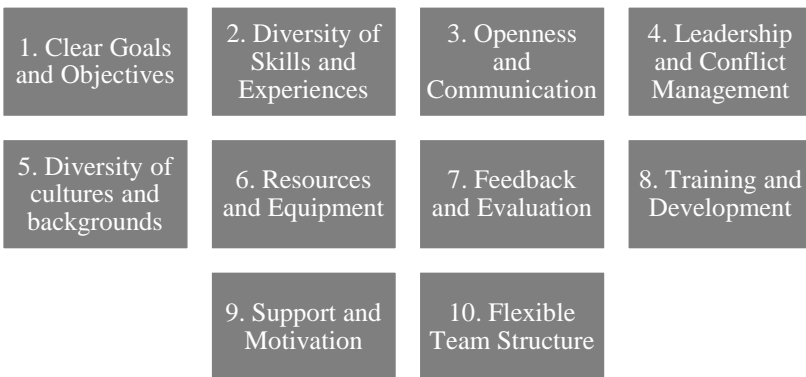 1. Clear Goals
and Objectives
2. Diversity of
Skills and
Experiences
3. Openness
and
Communication
4. Leadership
and Conflict
Management
5. Diversity of
cultures and
backgrounds
6. Resources
and Equipment
7. Feedback
and Evaluation
8. Training and
Development
9. Support and
Motivation
10. Flexible
Team Structure